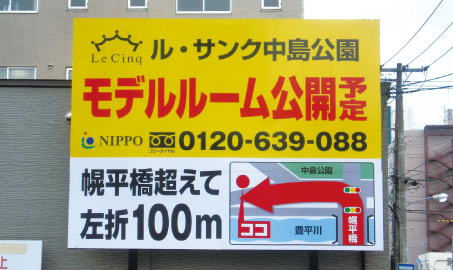 Le Cinq
ル・サンク中島公園
モデルルーム公開予定
NIPPO
フリーダイヤル
0120-639-088
幌平橋超えて
左折100m
中島公園
ココ
豊平川
幌平橋
止